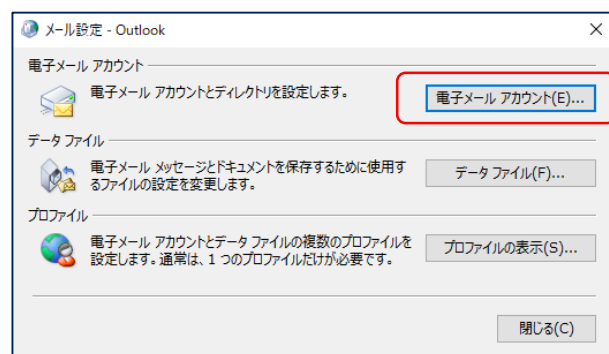 メール設定 - Outlook
電子メール アカウント
電子メール アカウントとディレクトリを設定します。
電子メール アカウント(E)...
データ ファイル
電子メール メッセージとドキュメントを保存するために使用す
るファイルの設定を変更します。
データ ファイル(F)...
プロファイル
電子メール アカウントとデータ ファイルの複数のプロファイルを
設定します。通常は、1 つのプロファイルだけが必要です。
プロファイルの表示(S)...
閉じる(C)